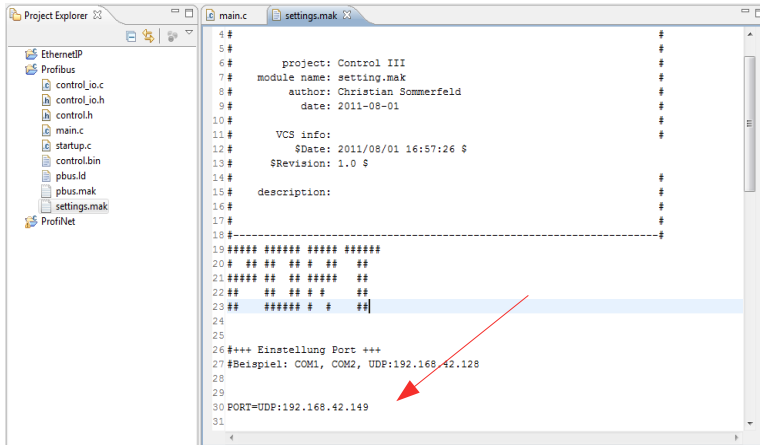 Project Explorer
EthernetIP
Profibus
control_io.c
control_io.h
control.h
main.c
startup.c
control.bin
pbus.ld
pbus.mak
settings.mak
ProfiNet
main.c
settings.mak
4 # #
5 # #
6 # project: Control III #
7 # module name: setting.mak #
8 # author: Christian Sommerfeld #
9 # date: 2011-08-01 #
10 # #
11 # VCS info: #
12 # $Date: 2011/08/01 16:57:26 $
13 # $Revision: 1.0 $
14 # #
15 # description: #
16 # #
17 # #
18 #--------------------------------------------------------------------#
19 ##### ###### ##### ######
20 # ## ## ## # ## ##
21 ##### ## ## ##### ##
22 ## ## ## # # ##
23 ## ###### # # ##
24
25
26 #+++ Einstellung Port +++
27 #Beispiel: COM1, COM2, UDP:192.168.42.128
28
29
30 PORT=UDP:192.168.42.149
31